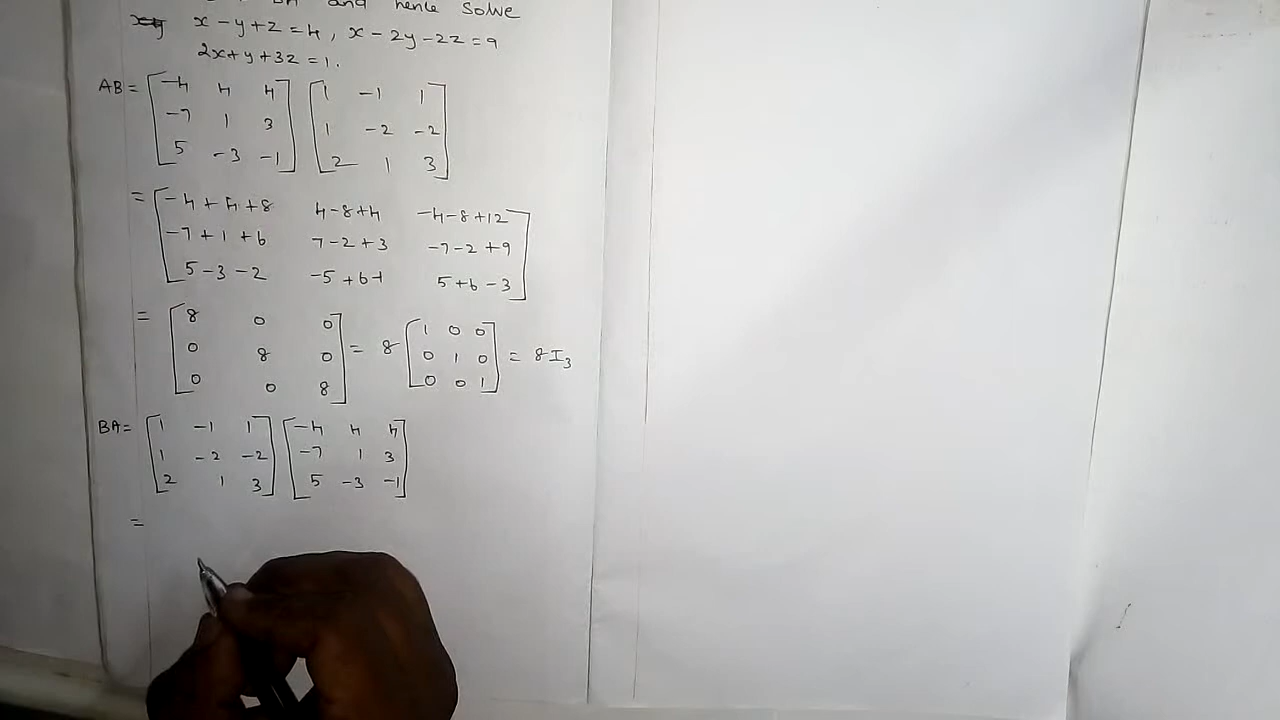 BA and hence solve
x - y + z = 4, x - 2y - 2z = 9
2x + y + 3z = 1.
AB = [-4 4 4] [1 -1 1]
[-7 1 3] [1 -2 -2]
[5 -3 -1] [2 1 3]
= [-4+4+8 4-8+4 -4-8+12]
[-7+1+6 7-2+3 -7-2+9]
[5-3-2 -5+6-1 5+6-3]
= [8 0 0] = 8 [1 0 0] = 8I₃
[0 8 0] [0 1 0]
[0 0 8] [0 0 1]
BA = [1 -1 1] [-4 4 4]
[1 -2 -2] [-7 1 3]
[2 1 3] [5 -3 -1]
=